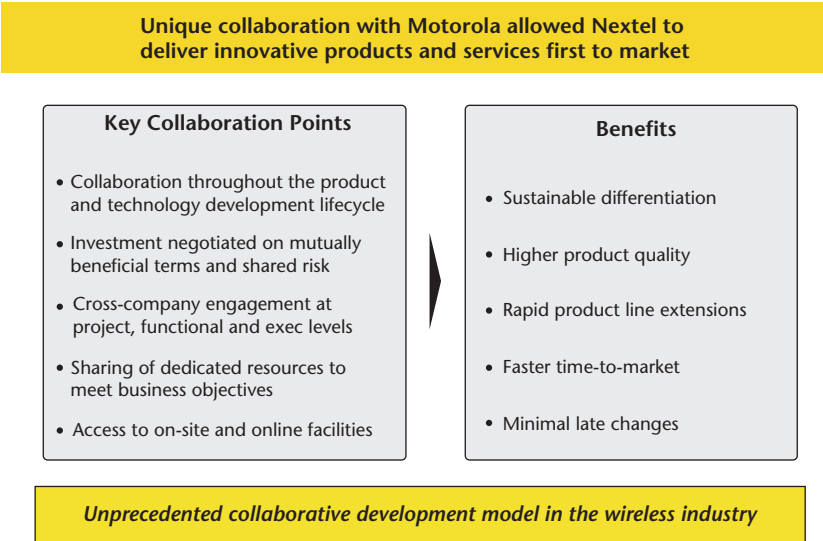 Unique collaboration with Motorola allowed Nextel to
deliver innovative products and services first to market
Key Collaboration Points
• Collaboration throughout the product
and technology development lifecycle
• Investment negotiated on mutually
beneficial terms and shared risk
• Cross-company engagement at
project, functional and exec levels
• Sharing of dedicated resources to
meet business objectives
• Access to on-site and online facilities
Benefits
• Sustainable differentiation
• Higher product quality
• Rapid product line extensions
• Faster time-to-market
• Minimal late changes
Unprecedented collaborative development model in the wireless industry